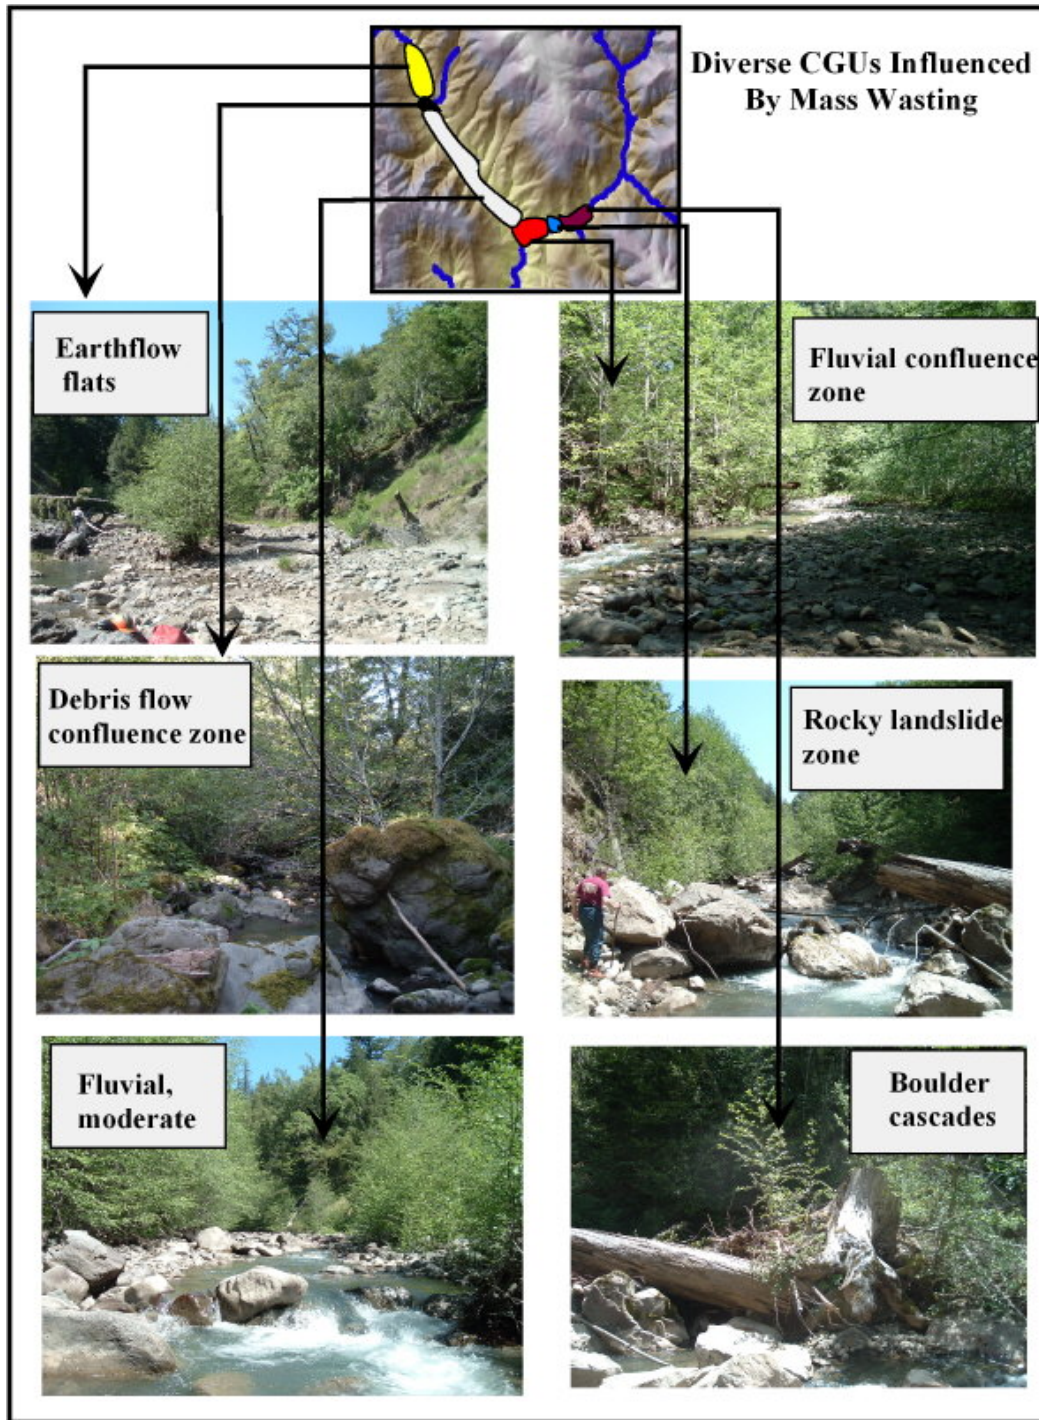 Diverse CGUs Influenced
By Mass Wasting
Earthflow
flats
Fluvial confluence
zone
Debris flow
confluence zone
Rocky landslide
zone
Fluvial,
moderate
Boulder
cascades